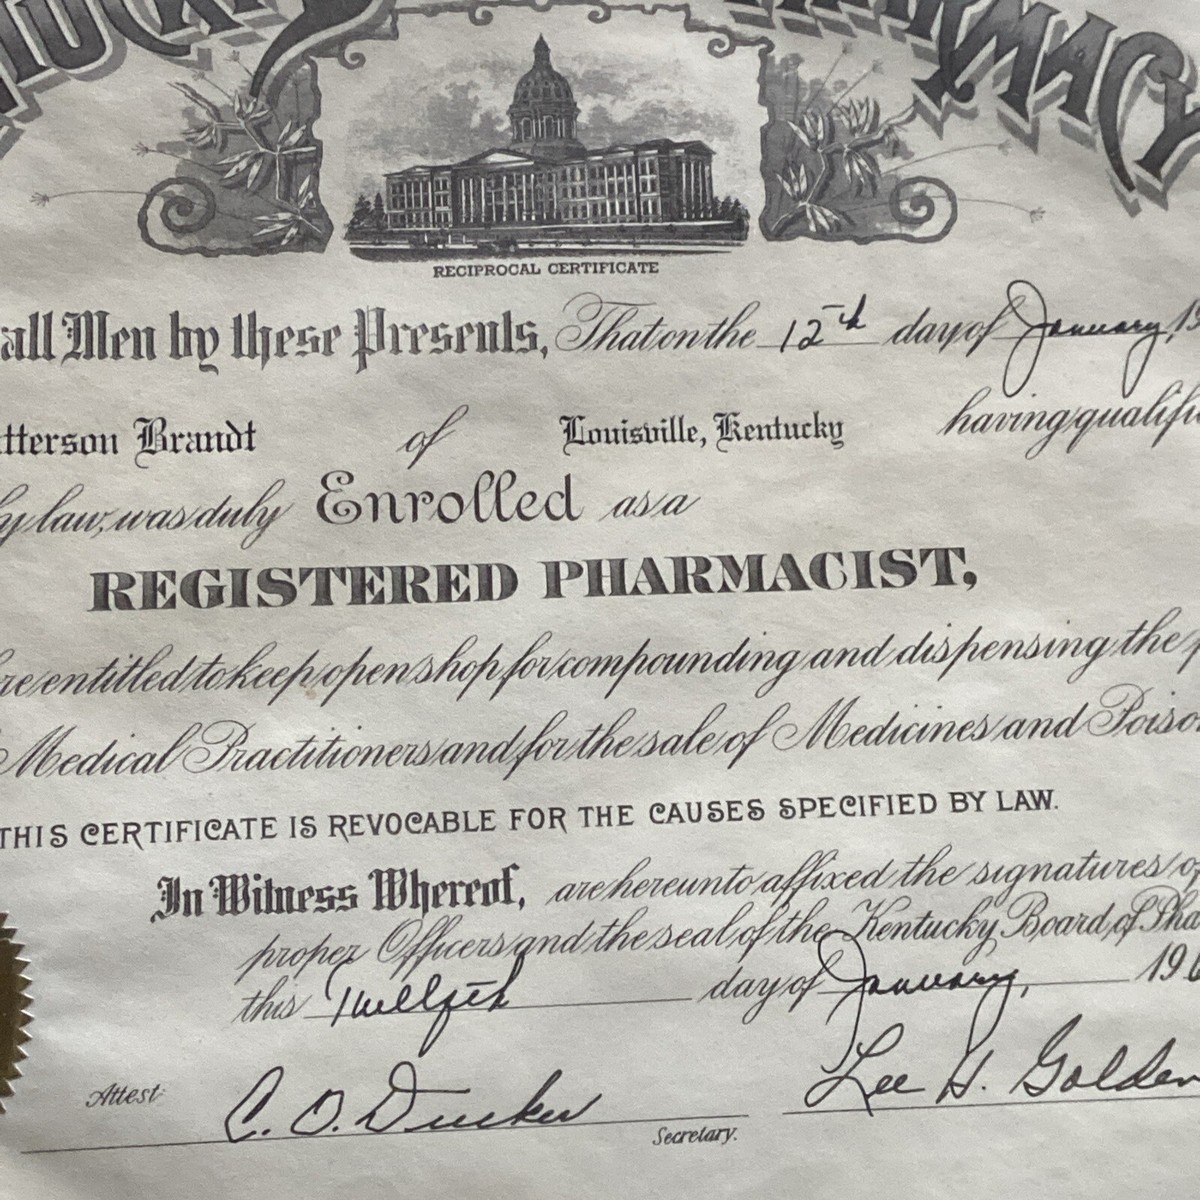 PHARMACY
RECIPROCAL CERTIFICATE
all Men by these Presents, That on the 12th day of January, 19
tterson Brandt of Louisville, Kentucky having qualifi
by law, was duly Enrolled as a
REGISTERED PHARMACIST,
re entitled to keep open shop for compounding and dispensing the p
Medical Practitioners and for the sale of Medicines and Poiso
THIS CERTIFICATE IS REVOCABLE FOR THE CAUSES SPECIFIED BY LAW.
In Witness Whereof, are hereunto affixed the signatures of
proper Officers and the seal of the Kentucky Board of Pha
this Twelfth day of January, 196
Attest: C. O. Ducker Lee H. Golden
Secretary.